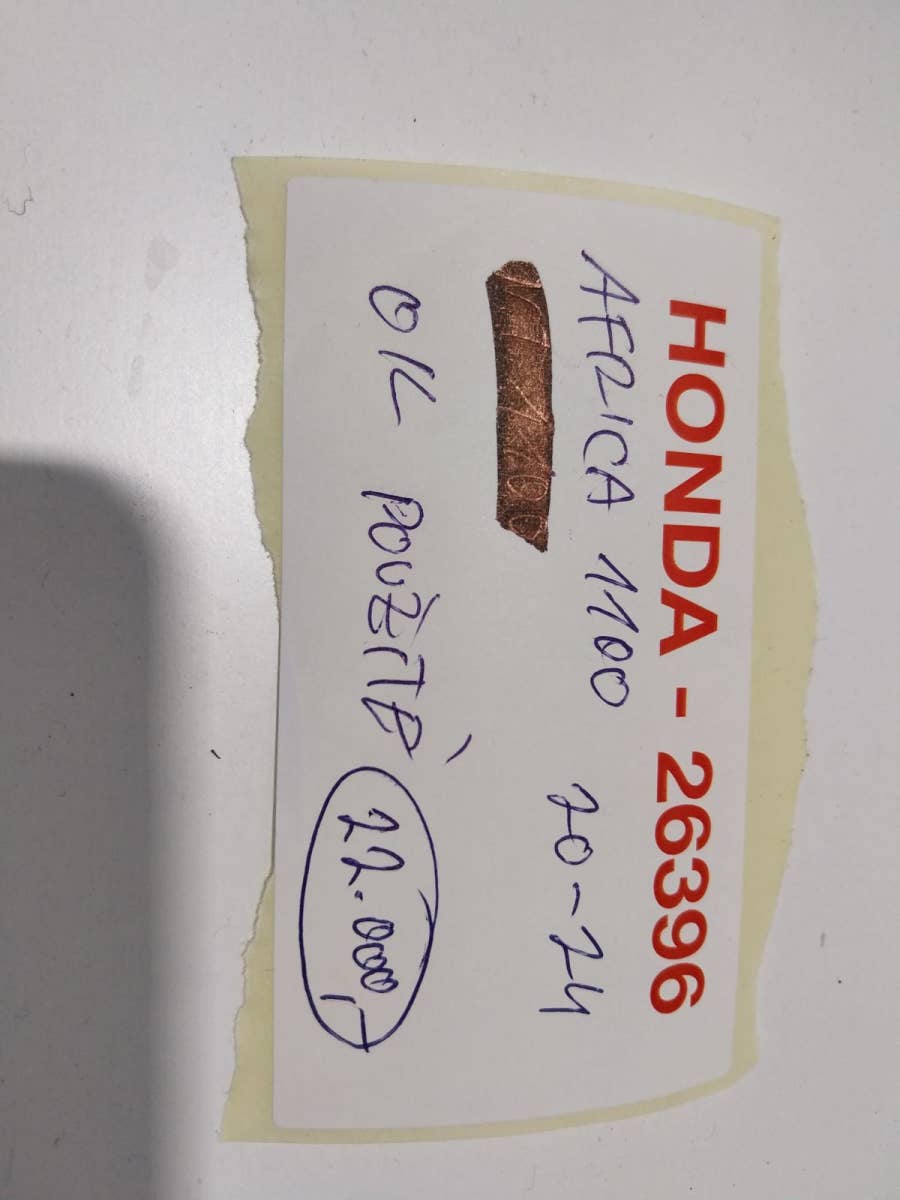 HONDA - 26396
AFRICA 1100 20-24
OK POUŽITÉ 22.000,-